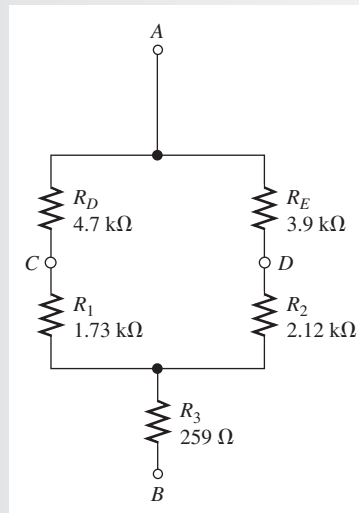 A
R_D
4.7 kΩ
R_E
3.9 kΩ
C
D
R_1
1.73 kΩ
R_2
2.12 kΩ
R_3
259 Ω
B